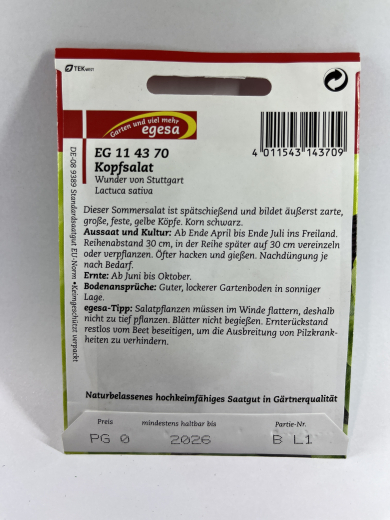 TEK
Garten und viel mehr
egesa
4 011543 143709
EG 11 43 70
Kopfsalat
Wunder von Stuttgart
Lactuca sativa
Dieser Sommersalat ist spätschießend und bildet äußerst zarte,
große, feste, gelbe Köpfe. Korn schwarz.
Aussaat und Kultur: Ab Ende April bis Ende Juli ins Freiland.
Reihenabstand 30 cm, in der Reihe später auf 30 cm vereinzeln
oder verpflanzen. Öfter hacken und gießen. Nachdüngung je
nach Bedarf.
Ernte: Ab Juni bis Oktober.
Bodenansprüche: Guter, lockerer Gartenboden in sonniger
Lage.
egesa-Tipp: Salatpflanzen müssen im Winde flattern, deshalb
nicht zu tief pflanzen. Blätter nicht begießen. Ernterückstand
restlos vom Beet beseitigen, um die Ausbreitung von Pilzkrank-
heiten zu verhindern.
DE-08 9389 Standardsaatgut EU-Norm • Keimgeschützt verpackt
Naturbelassenes hochkeimfähiges Saatgut in Gärtnerqualität
Preis mindestens haltbar bis Partie-Nr.
PG 0 2026 B L1